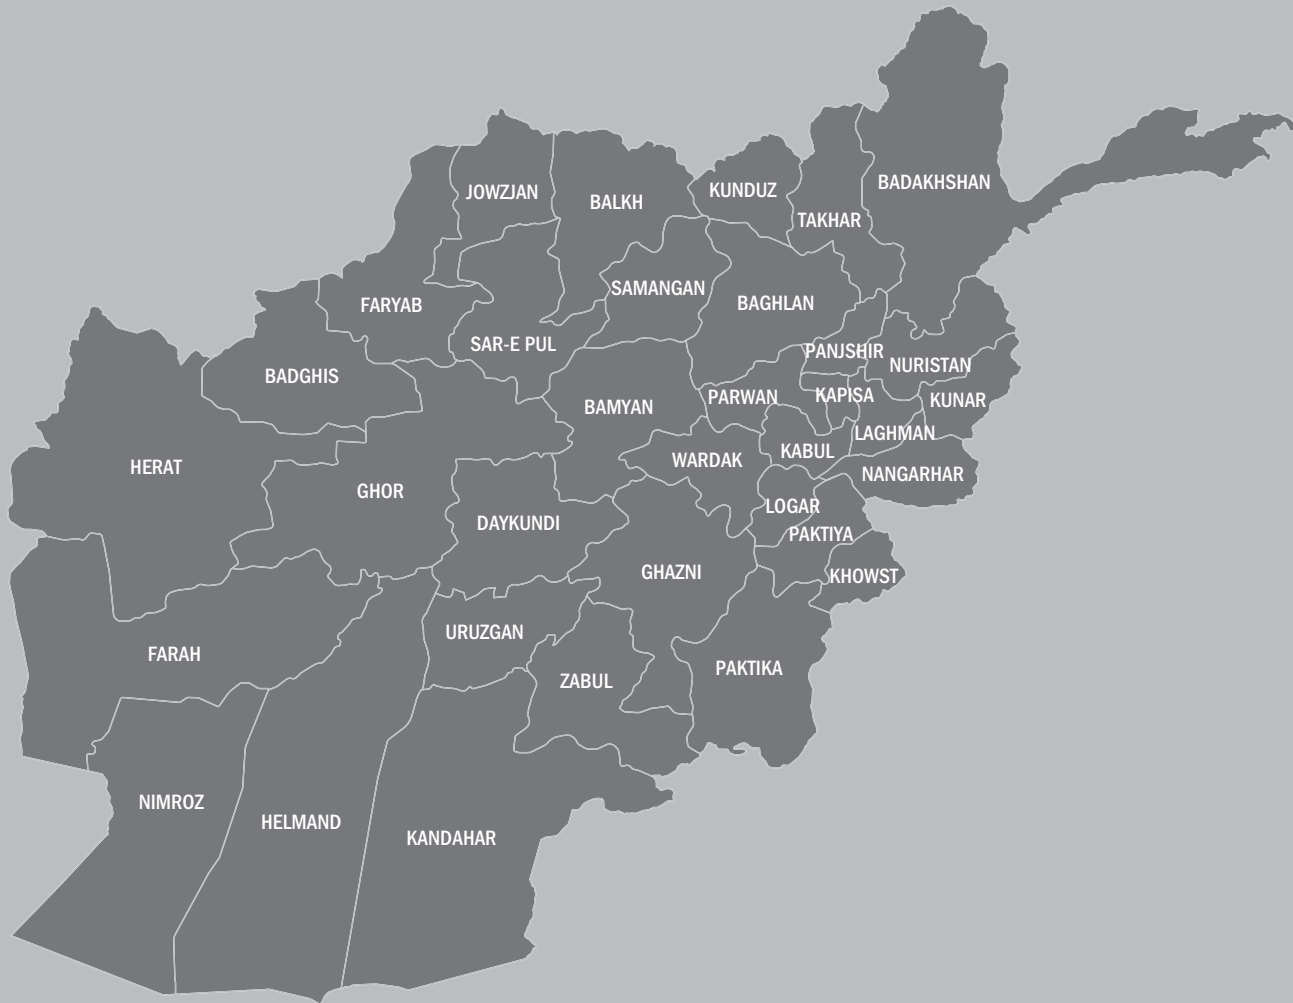 BADAKHSHAN
JOWZJAN
BALKH
KUNDUZ
TAKHAR
SAMANGAN
BAGHLAN
FARYAB
SAR-E PUL
PANJSHIR
NURISTAN
BADGHIS
BAMYAN
PARWAN
KAPISA
KUNAR
LAGHMAN
HERAT
WARDAK
KABUL
NANGARHAR
GHOR
DAYKUNDI
LOGAR
PAKTIYA
GHAZNI
KHOWST
URUZGAN
FARAH
ZABUL
PAKTIKA
NIMROZ
HELMAND
KANDAHAR